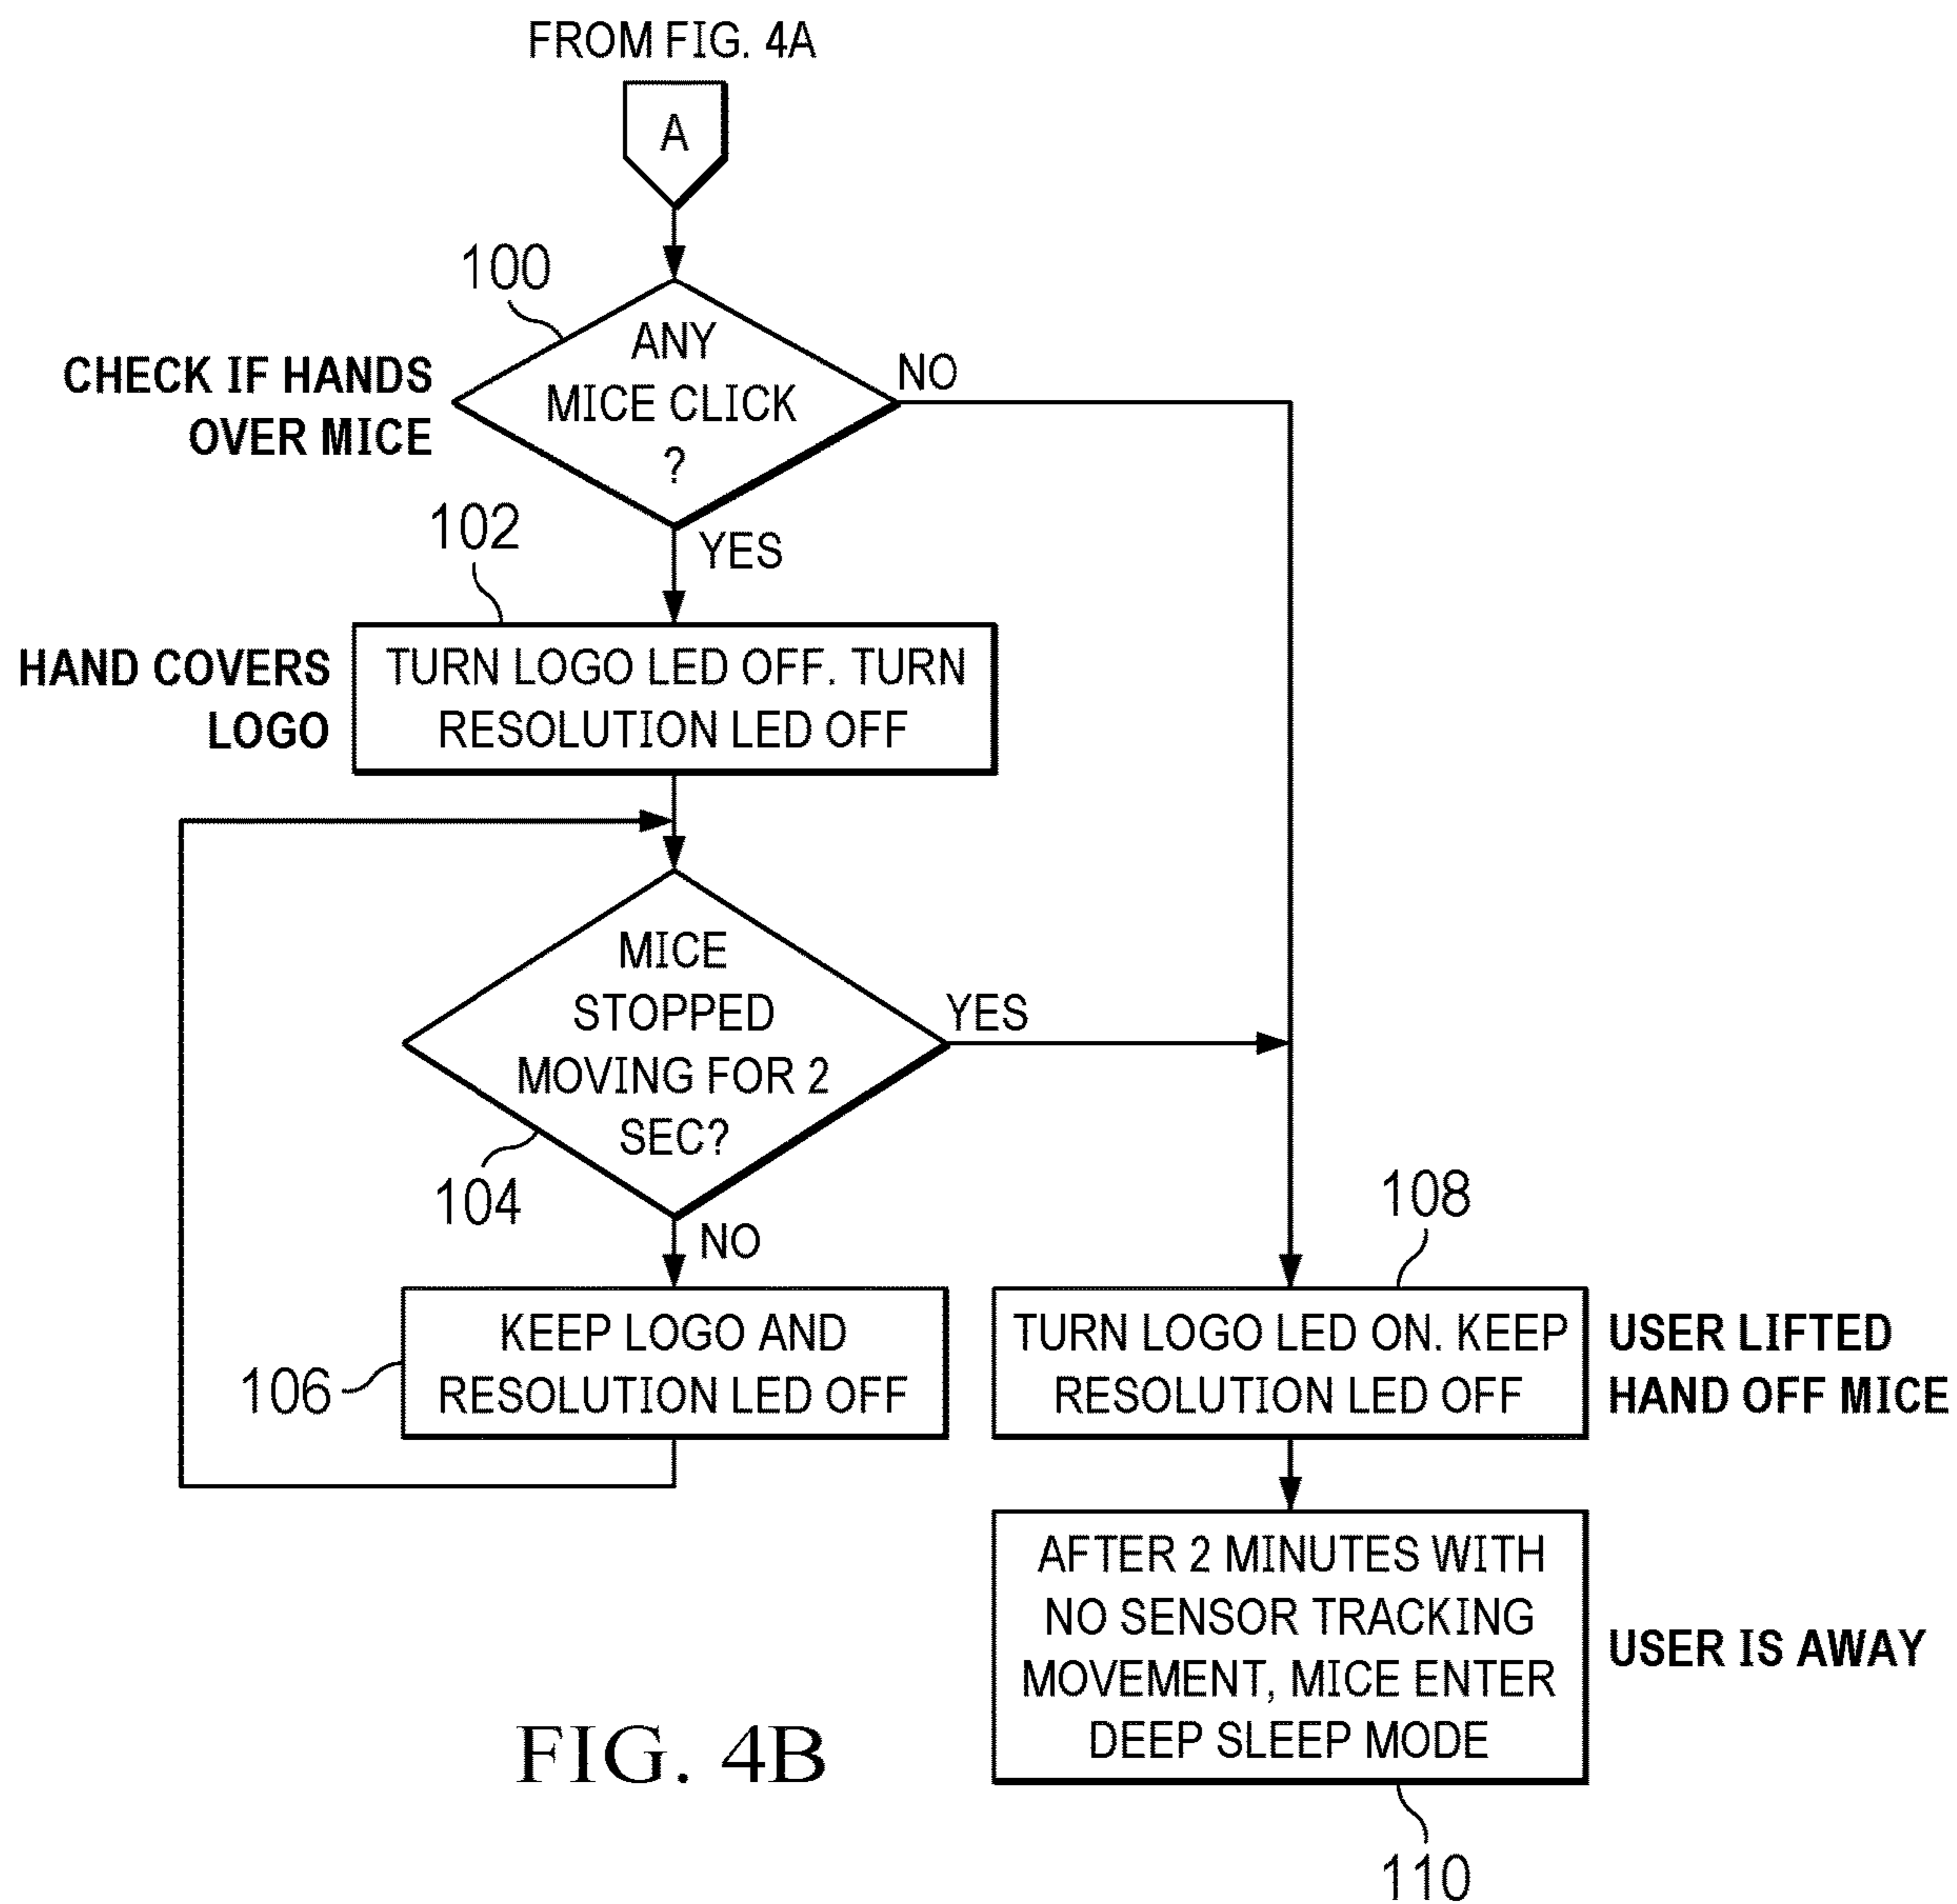 FROM FIG. 4A
A
100
CHECK IF HANDS
OVER MICE
ANY
MICE CLICK
?
NO
YES
102
HAND COVERS
LOGO
TURN LOGO LED OFF. TURN
RESOLUTION LED OFF
MICE
STOPPED
MOVING FOR 2
SEC?
YES
104
NO
106
KEEP LOGO AND
RESOLUTION LED OFF
108
TURN LOGO LED ON. KEEP
RESOLUTION LED OFF
USER LIFTED
HAND OFF MICE
AFTER 2 MINUTES WITH
NO SENSOR TRACKING
MOVEMENT, MICE ENTER
DEEP SLEEP MODE
USER IS AWAY
110
FIG. 4B